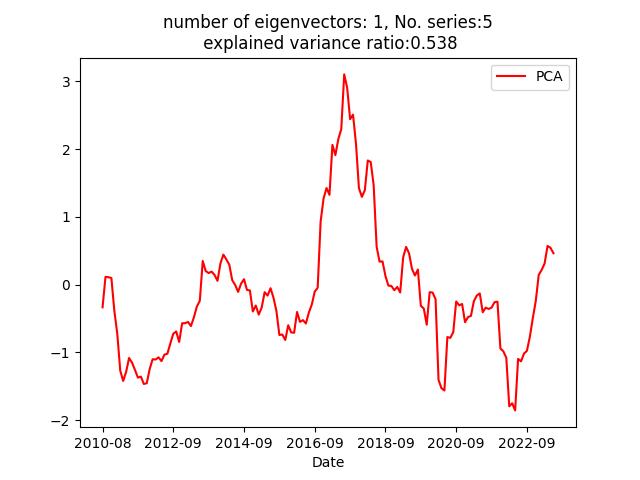 number of eigenvectors: 1, No. series:5
explained variance ratio:0.538
PCA
3
2
1
0
−1
−2
2010-08 2012-09 2014-09 2016-09 2018-09 2020-09 2022-09
Date